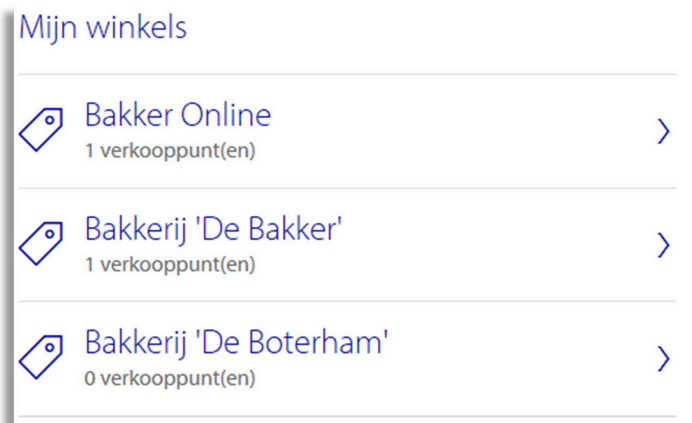 Mijn winkels
Bakker Online
1 verkooppunt(en)
Bakkerij 'De Bakker'
1 verkooppunt(en)
Bakkerij 'De Boterham'
0 verkooppunt(en)